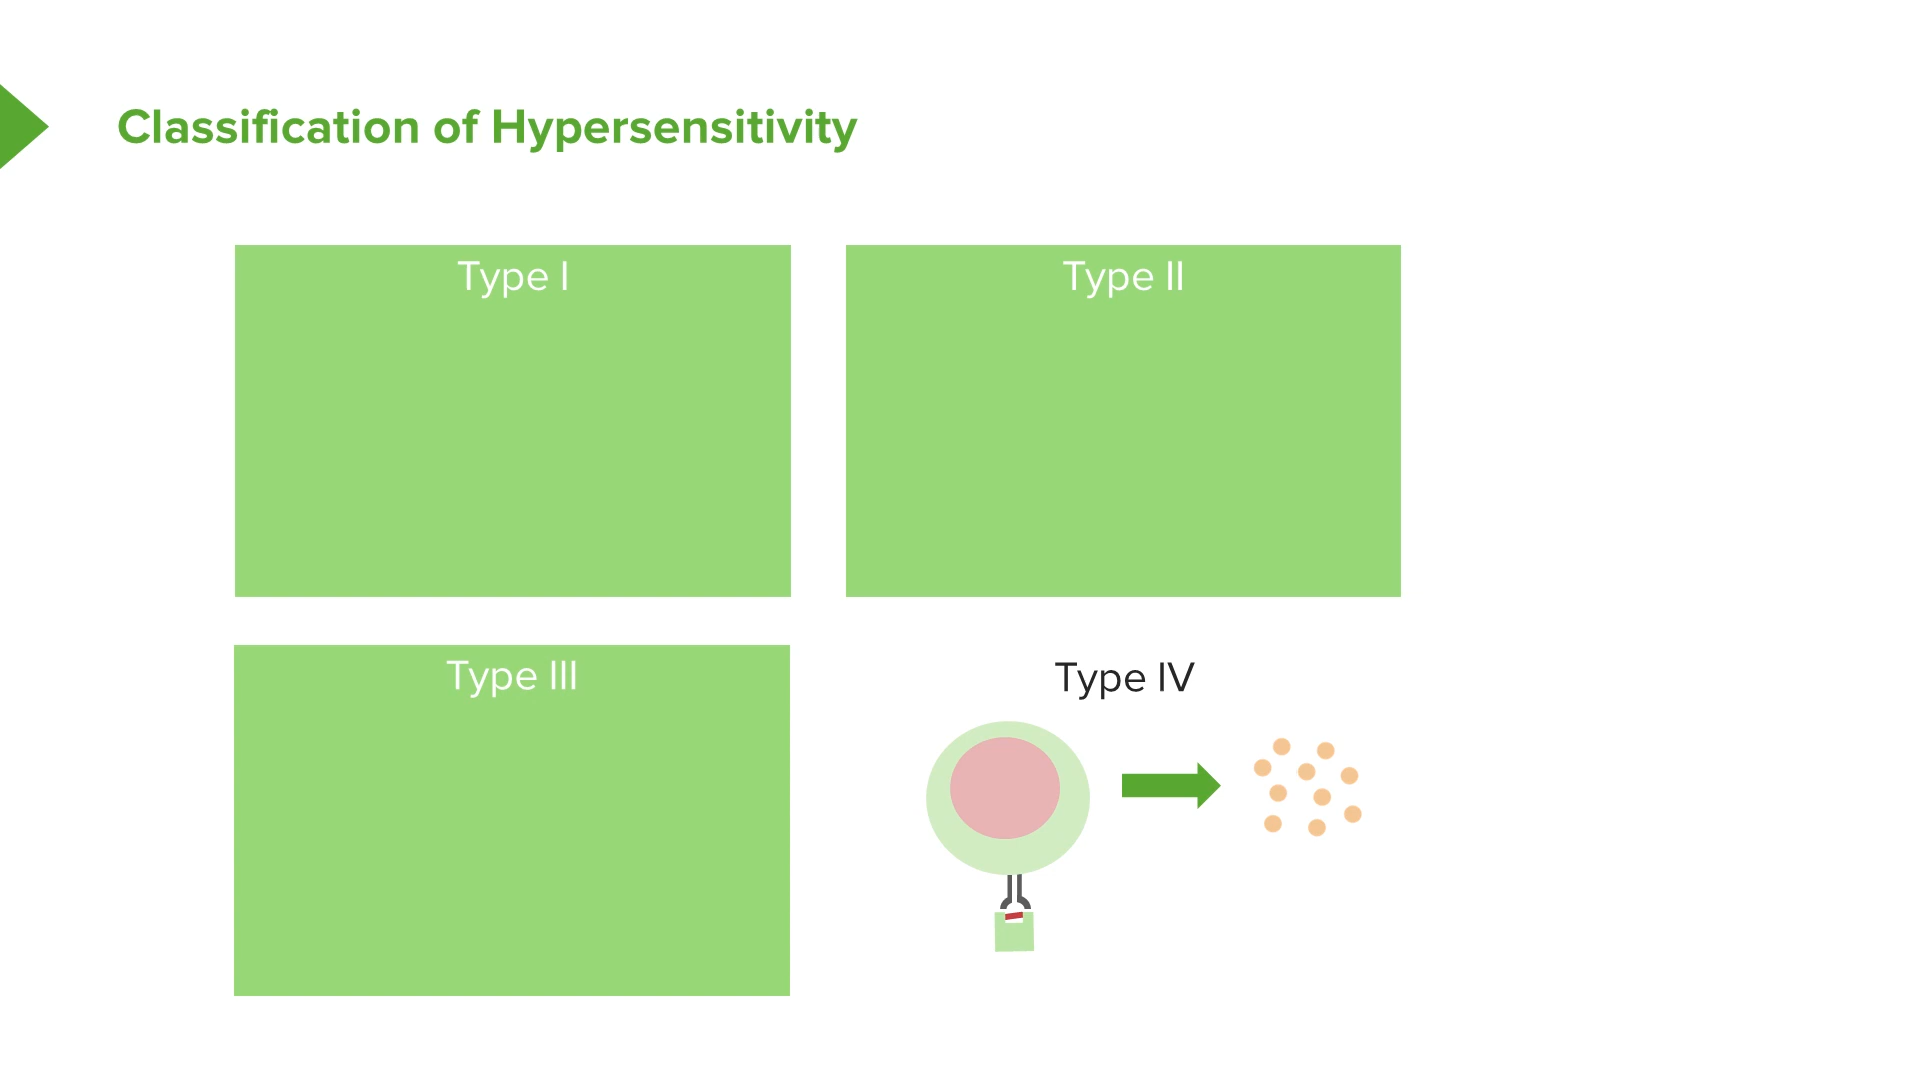 Classification of Hypersensitivity
Type I
Type II
Type III
Type IV